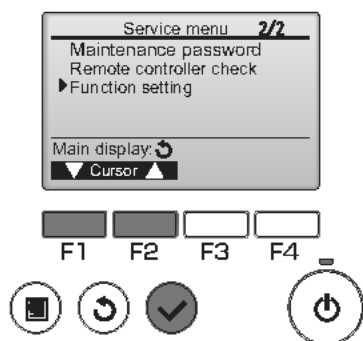 Service menu 2/2
Maintenance password
Remote controller check
Function setting
Main display:
Cursor
F1 F2 F3 F4